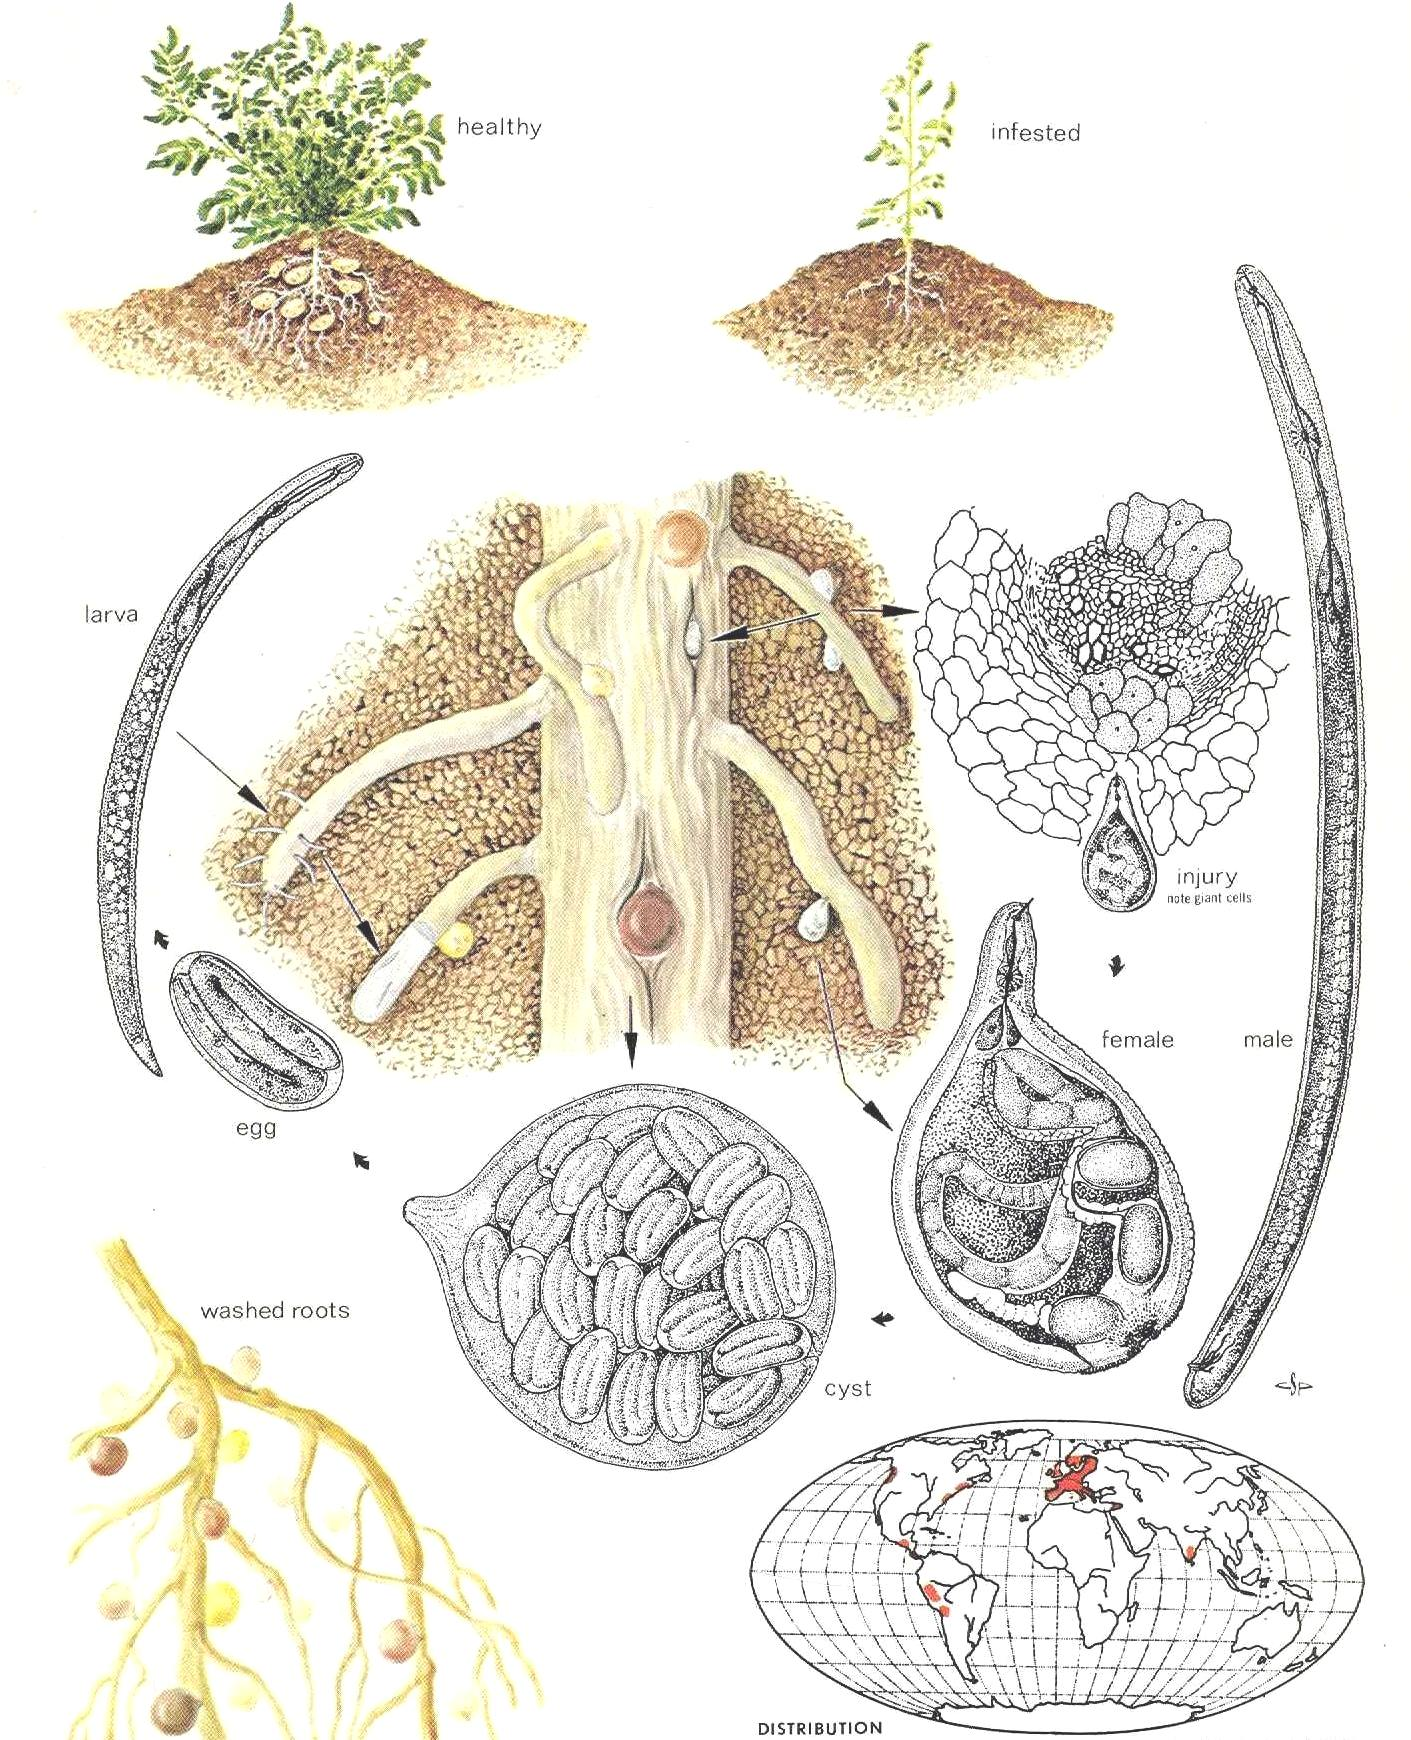 healthy
infested
larva
injury
note giant cells
female
male
egg
washed roots
cyst
DISTRIBUTION